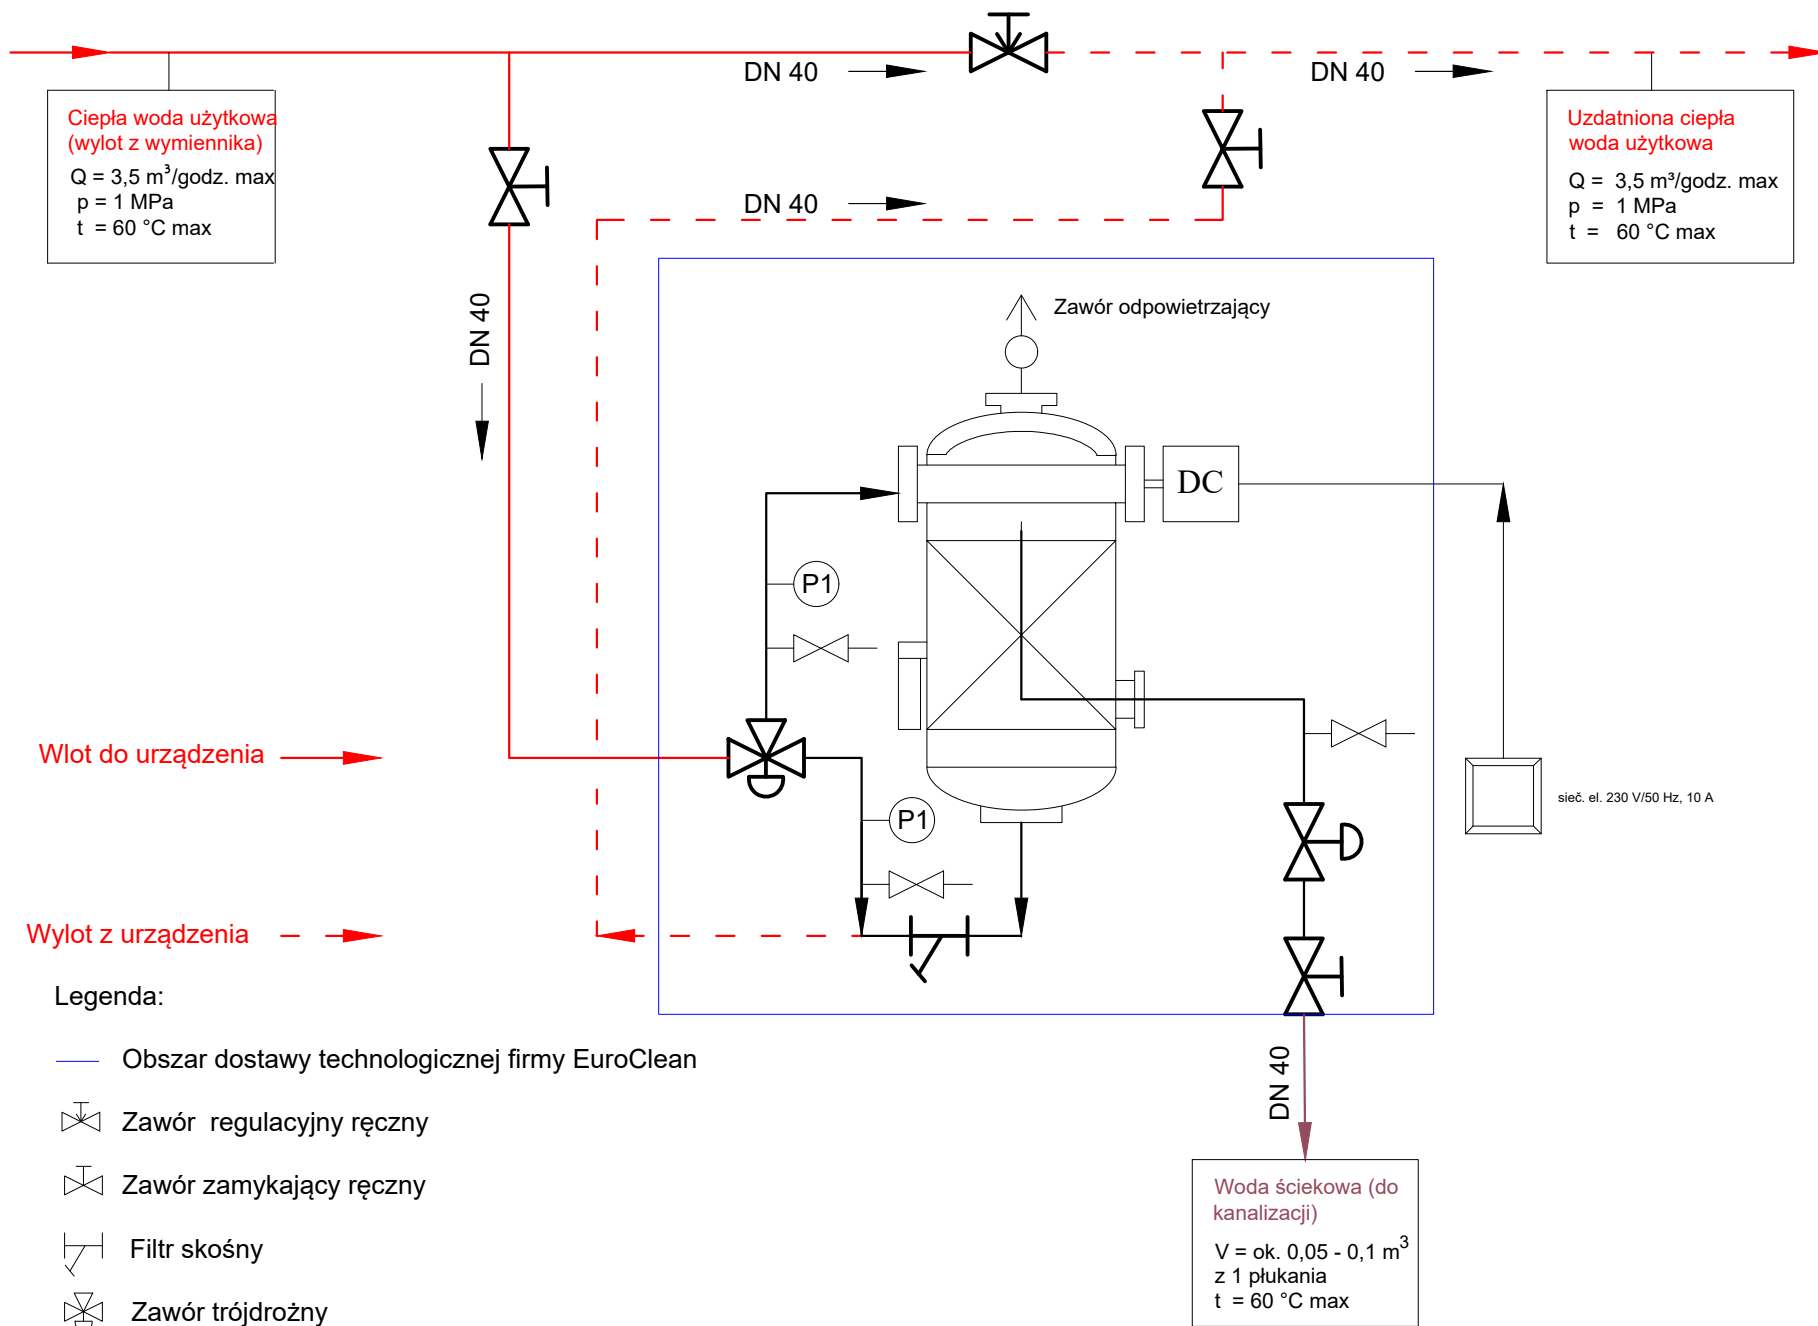 DN 40
DN 40
Ciepła woda użytkowa
(wylot z wymiennika)
Q = 3,5 m³/godz. max
p = 1 MPa
t = 60 °C max
Uzdatniona ciepła
woda użytkowa
Q = 3,5 m³/godz. max
p = 1 MPa
t = 60 °C max
DN 40
DN 40
Zawór odpowietrzający
DC
P1
Wlot do urządzenia
P1
sieč. el. 230 V/50 Hz, 10 A
Wylot z urządzenia
Legenda:
Obszar dostawy technologicznej firmy EuroClean
Zawór regulacyjny ręczny
Zawór zamykający ręczny
Filtr skośny
Zawór trójdrożny
DN 40
Woda ściekowa (do
kanalizacji)
V = ok. 0,05 - 0,1 m³
z 1 płukania
t = 60 °C max